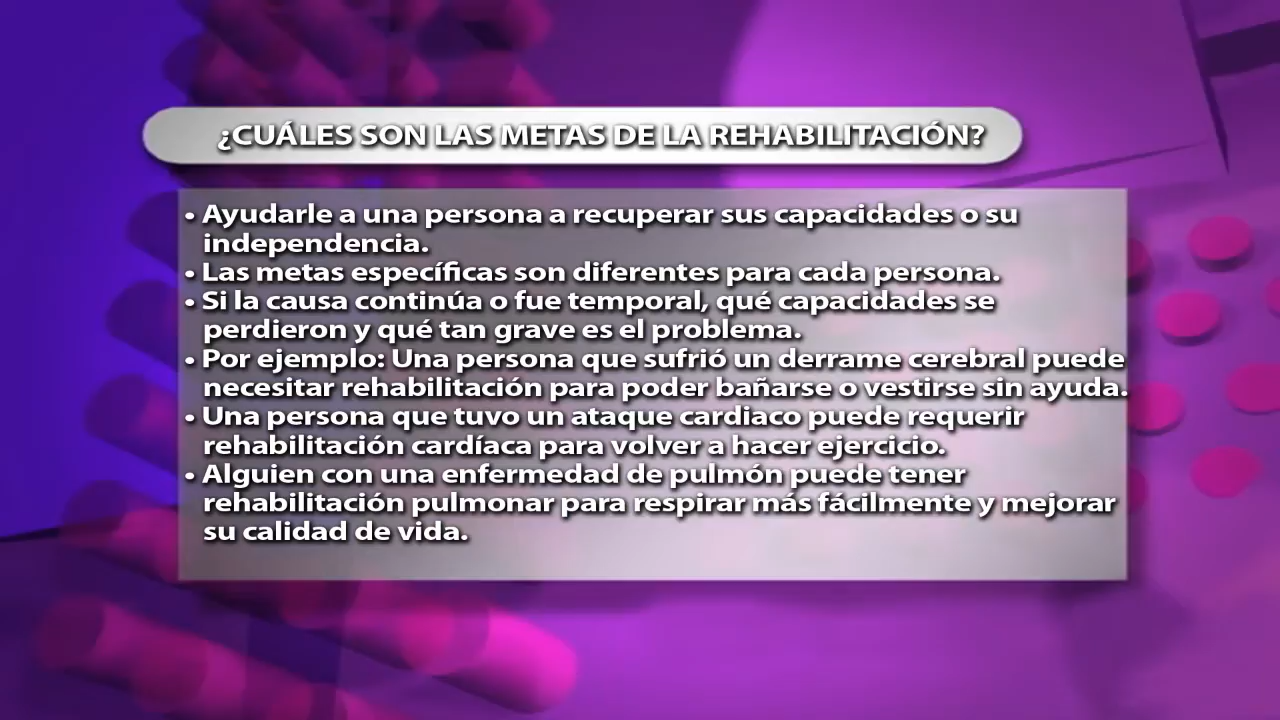 ¿CUÁLES SON LAS METAS DE LA REHABILITACIÓN?
• Ayudarle a una persona a recuperar sus capacidades o su
independencia.
• Las metas específicas son diferentes para cada persona.
• Si la causa continúa o fue temporal, qué capacidades se
perdieron y qué tan grave es el problema.
• Por ejemplo: Una persona que sufrió un derrame cerebral puede
necesitar rehabilitación para poder bañarse o vestirse sin ayuda.
• Una persona que tuvo un ataque cardiaco puede requerir
rehabilitación cardíaca para volver a hacer ejercicio.
• Alguien con una enfermedad de pulmón puede tener
rehabilitación pulmonar para respirar más fácilmente y mejorar
su calidad de vida.